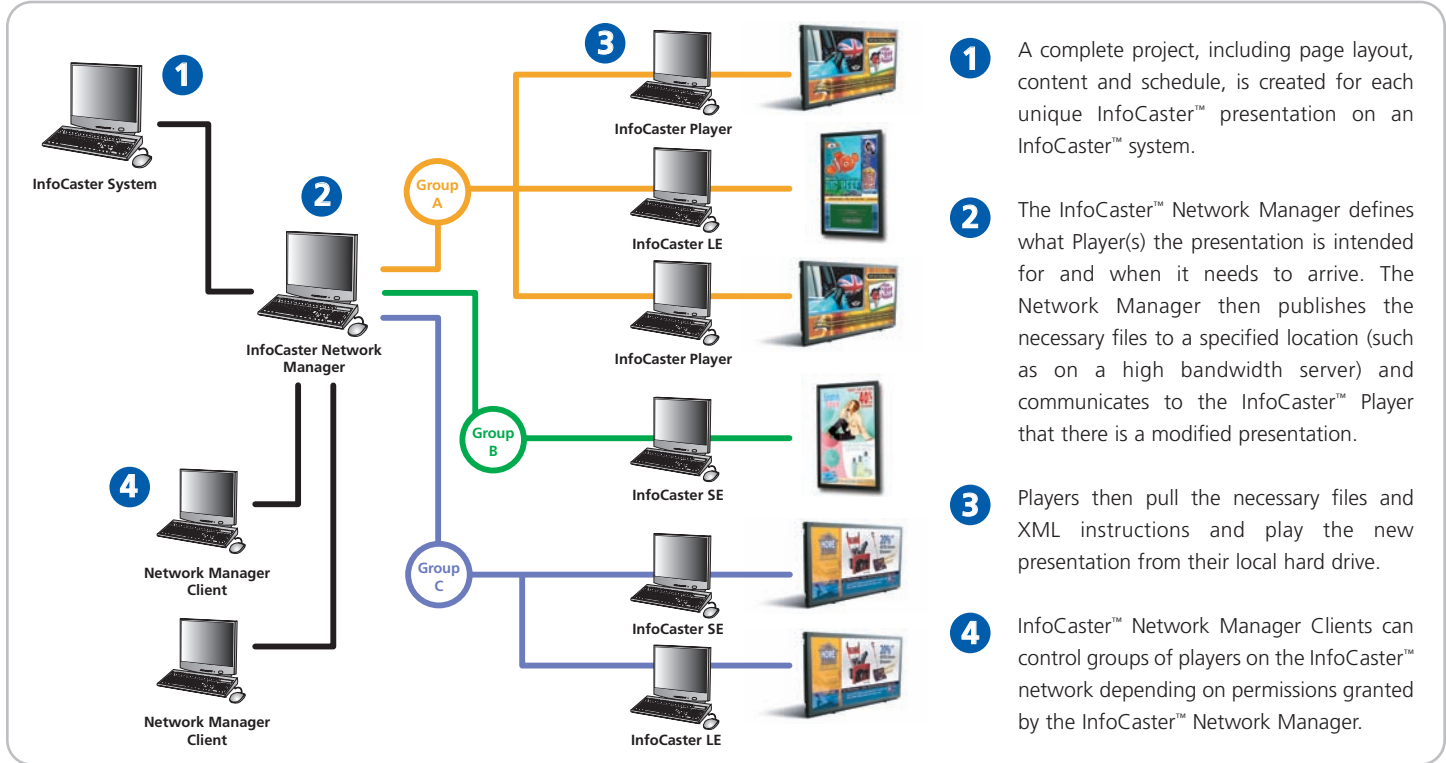 1
InfoCaster System
2
InfoCaster Network
Manager
4
Network Manager
Client
Network Manager
Client
Group
A
Group
B
Group
C
3
InfoCaster Player
InfoCaster LE
InfoCaster Player
InfoCaster SE
InfoCaster SE
InfoCaster LE
40%
20%
HOME
20%
HOME
1
A complete project, including page layout,
content and schedule, is created for each
unique InfoCaster™ presentation on an
InfoCaster™ system.
2
The InfoCaster™ Network Manager defines
what Player(s) the presentation is intended
for and when it needs to arrive. The
Network Manager then publishes the
necessary files to a specified location (such
as on a high bandwidth server) and
communicates to the InfoCaster™ Player
that there is a modified presentation.
3
Players then pull the necessary files and
XML instructions and play the new
presentation from their local hard drive.
4
InfoCaster™ Network Manager Clients can
control groups of players on the InfoCaster™
network depending on permissions granted
by the InfoCaster™ Network Manager.